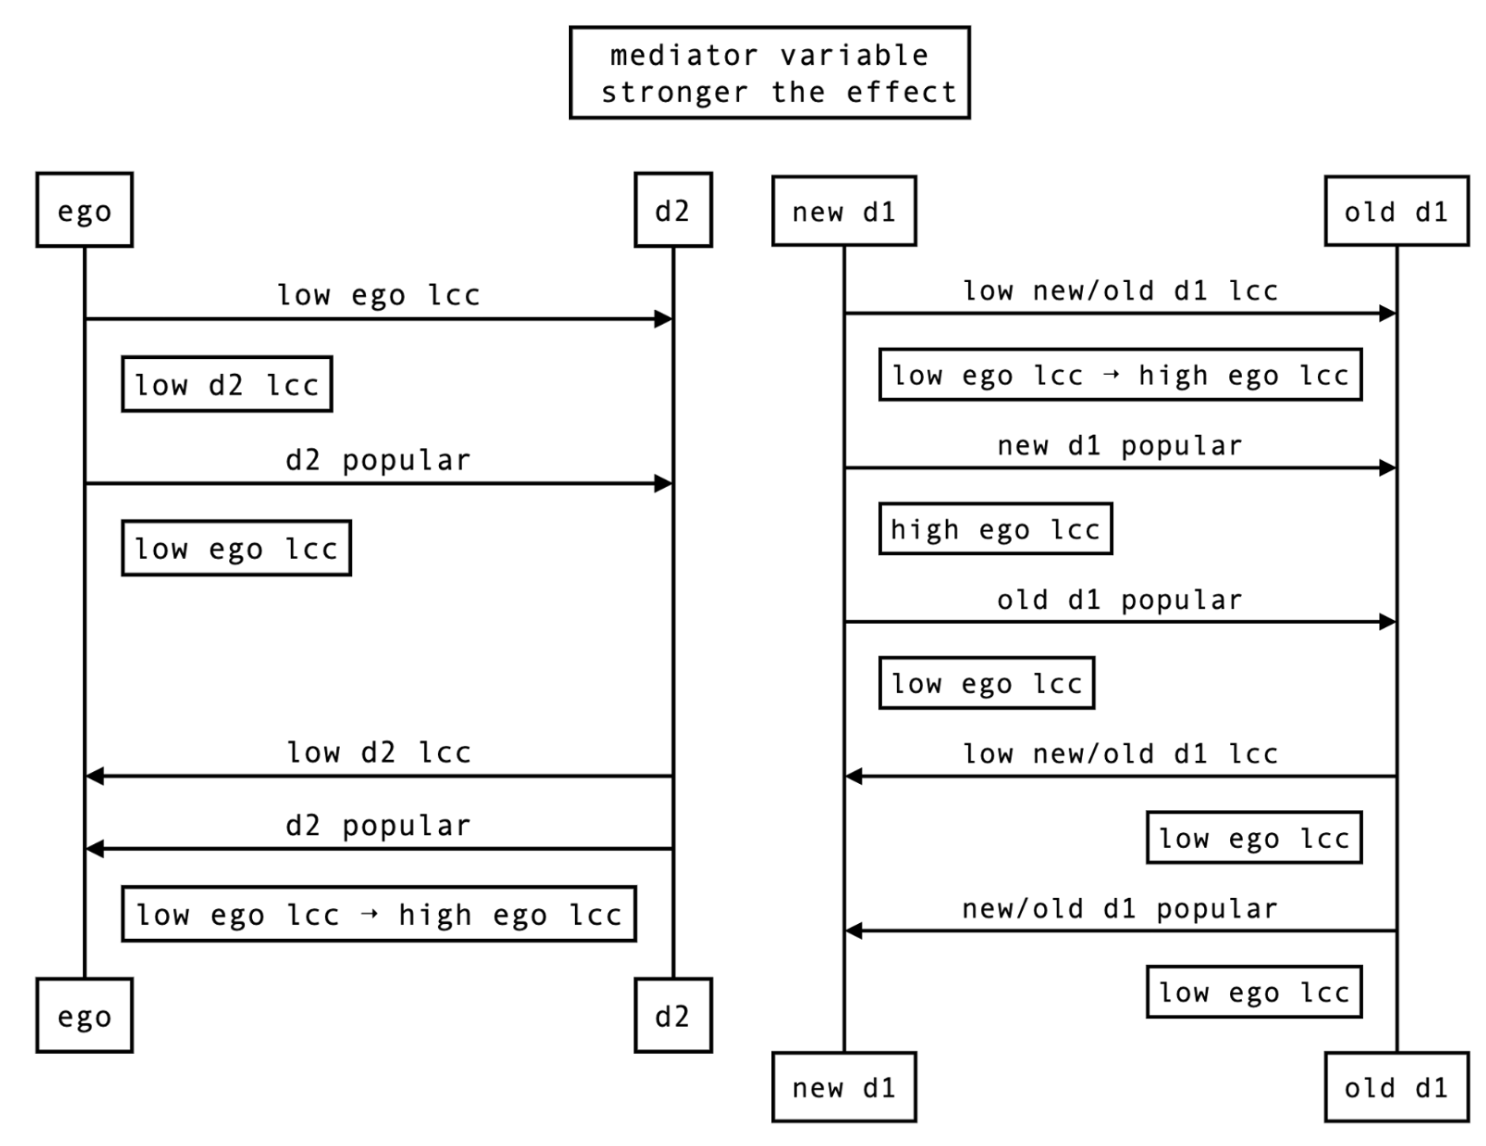 mediator variable
stronger the effect
ego
d2
low ego lcc
low d2 lcc
d2 popular
low ego lcc
low d2 lcc
d2 popular
low ego lcc → high ego lcc
ego
d2
new d1
old d1
low new/old d1 lcc
low ego lcc → high ego lcc
new d1 popular
high ego lcc
old d1 popular
low ego lcc
low new/old d1 lcc
low ego lcc
new/old d1 popular
low ego lcc
new d1
old d1